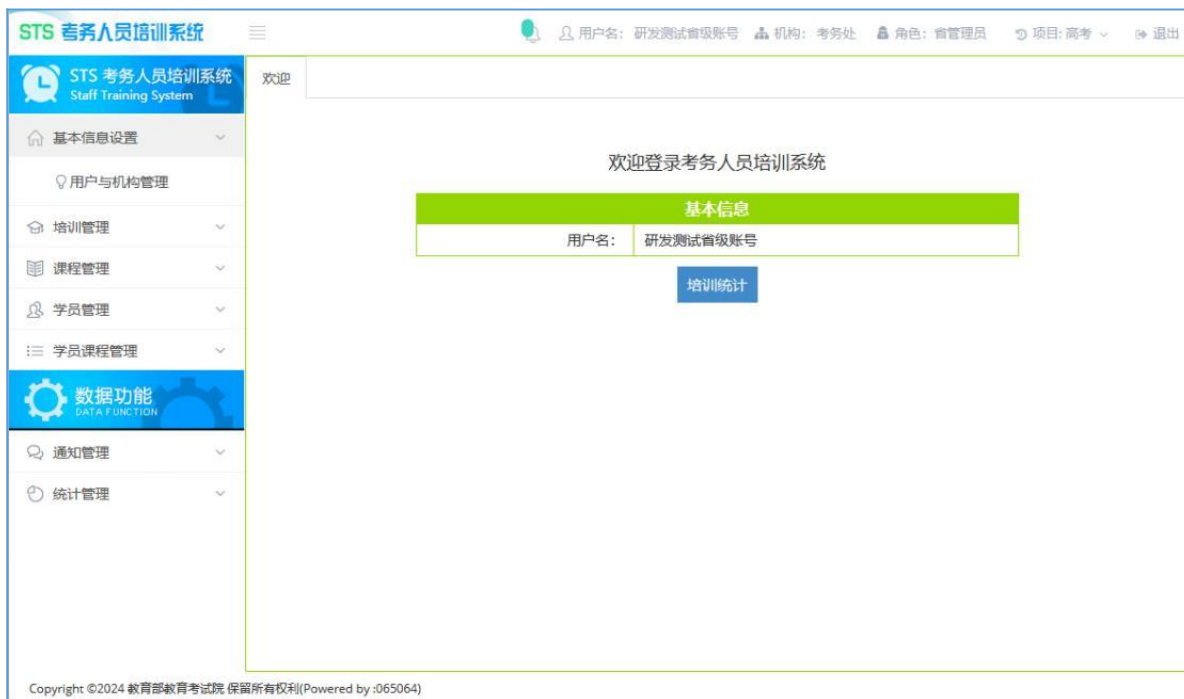 STS 考务人员培训系统
用户名: 研发测试省级账号 机构: 考务处 角色: 省管理员 项目: 高考 退出
STS 考务人员培训系统
Staff Training System
欢迎
基本信息设置
用户与机构管理
培训管理
课程管理
学员管理
学员课程管理
数据功能
DATA FUNCTION
通知管理
统计管理
欢迎登录考务人员培训系统
基本信息
用户名: 研发测试省级账号
培训统计
Copyright ©2024 教育部教育考试院 保留所有权利(Powered by :065064)